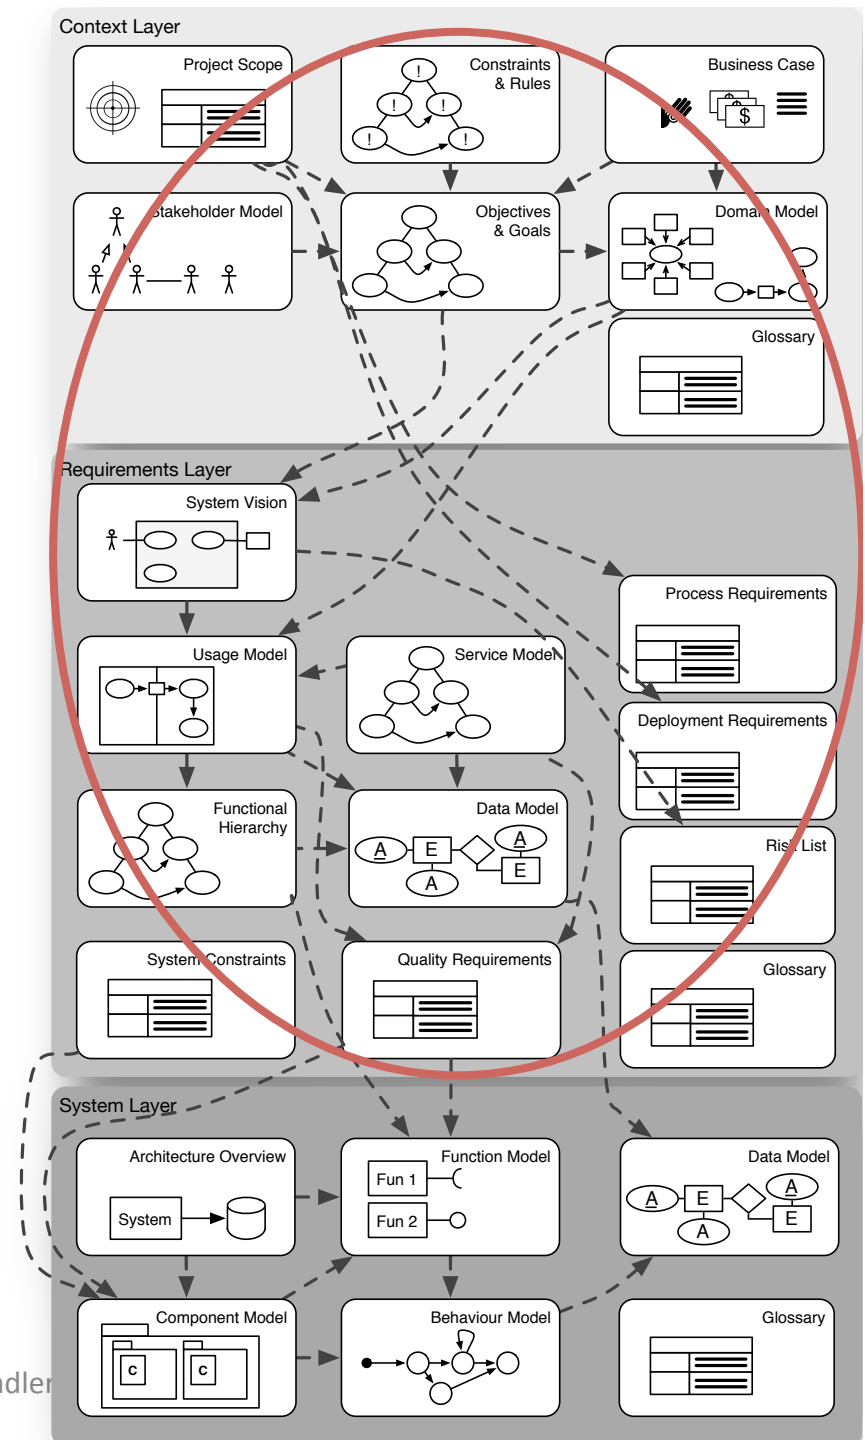 Context Layer
Project Scope
Constraints
& Rules
! ! ! ! !
Business Case
$
Stakeholder Model
Objectives
& Goals
Domain Model
Glossary
Requirements Layer
System Vision
Process Requirements
Usage Model
Service Model
Deployment Requirements
Functional
Hierarchy
Data Model
A E A
A E
Risk List
System Constraints
Quality Requirements
Glossary
System Layer
Architecture Overview
System
Function Model
Fun 1
Fun 2
Data Model
A E A
A E
Component Model
C C
Behaviour Model
Glossary